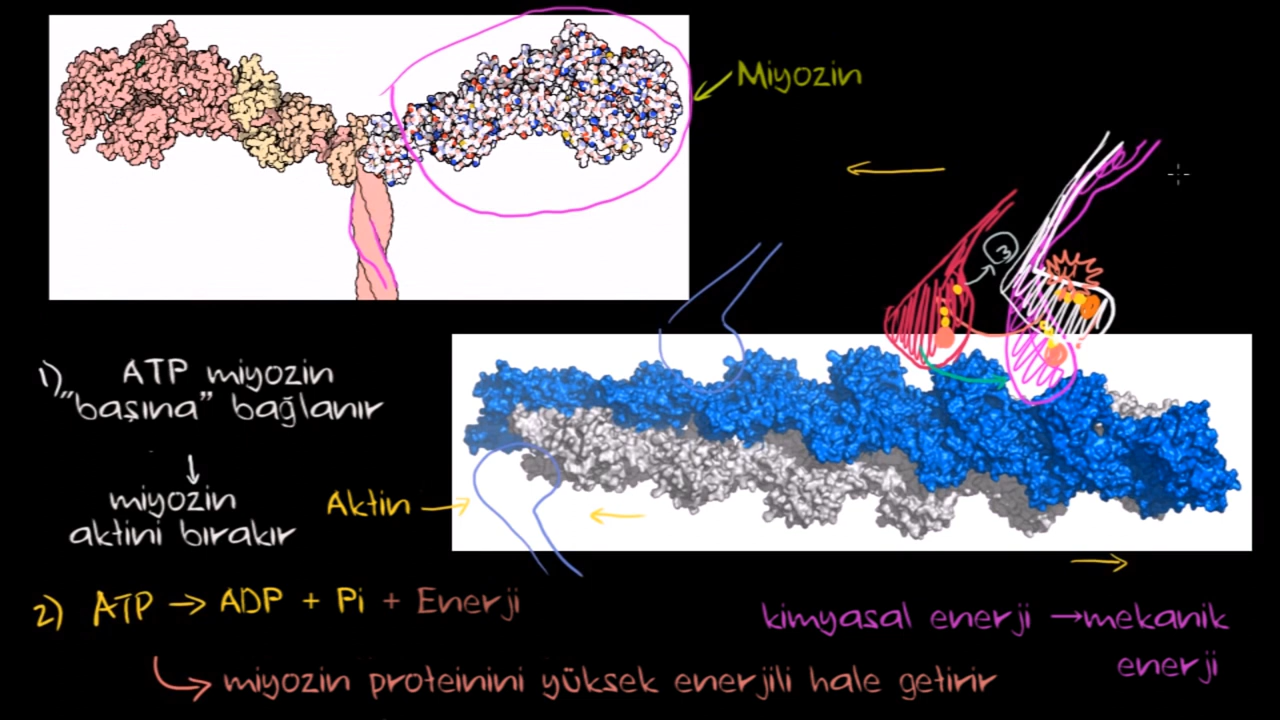 Miyozin
3
1) ATP miyozin
"başına" bağlanır
↓
miyozin
aktini bırakır
Aktin →
2) ATP → ADP + Pi + Enerji
miyozin proteinini yüksek enerjili hale getirir
kimyasal enerji → mekanik
enerji